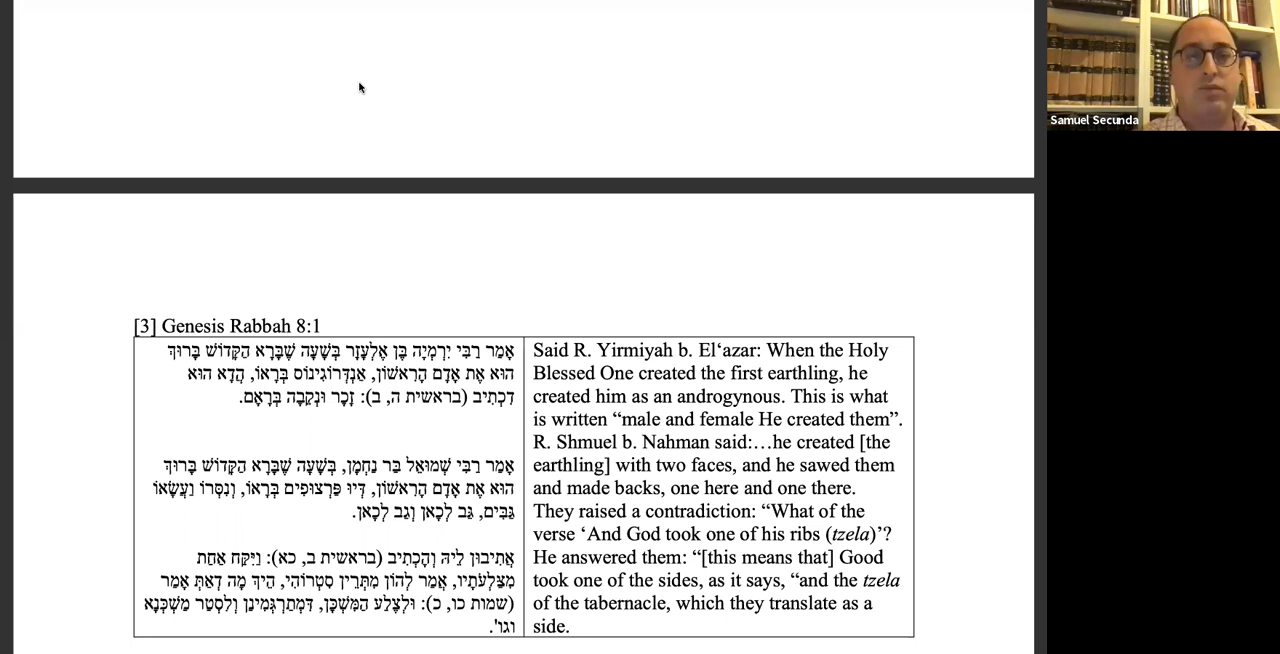 [3] Genesis Rabbah 8:1
אָמַר רַבִּי יִרְמְיָה בֶּן אֶלְעָזָר בְּשָׁעָה שֶׁבָּרָא הַקָּדוֹשׁ בָּרוּךְ
הוּא אֶת אָדָם הָרִאשׁוֹן, אַנְדְּרוֹגִינוֹס בְּרָאוֹ, הֲדָא הוּא
דִכְתִיב (בראשית ה, ב): זָכָר וּנְקֵבָה בְּרָאָם.
אָמַר רַבִּי שְׁמוּאֵל בַּר נַחְמָן, בְּשָׁעָה שֶׁבָּרָא הַקָּדוֹשׁ בָּרוּךְ
הוּא אֶת אָדָם הָרִאשׁוֹן, דְּיוּ פַּרְצוּפִים בְּרָאוֹ, וְנִסְּרוֹ וַעֲשָׂאוֹ
גַּבִּים, גַּב לְכָאן וְגַב לְכָאן.
אֲתִיבוּן לֵיהּ וְהָכְתִיב (בראשית ב, כא): וַיִּקַּח אַחַת
מִצַּלְעֹתָיו, אֲמַר לְהוֹן מִתְּרֵין סִטְרוֹהִי, הֵיךְ מָה דְאַתְּ אָמַר
(שמות כו, כ): וּלְצֶלַע הַמִּשְׁכָּן, דִּמְתַרְגְּמִינַן וְלִסְטַר מַשְׁכְּנָא
וגו'.
Said R. Yirmiyah b. El‘azar: When the Holy
Blessed One created the first earthling, he
created him as an androgynous. This is what
is written “male and female He created them”.
R. Shmuel b. Nahman said:…he created [the
earthling] with two faces, and he sawed them
and made backs, one here and one there.
They raised a contradiction: “What of the
verse ‘And God took one of his ribs (tzela)’?
He answered them: “[this means that] Good
took one of the sides, as it says, “and the tzela
of the tabernacle, which they translate as a
side.
Samuel Secunda